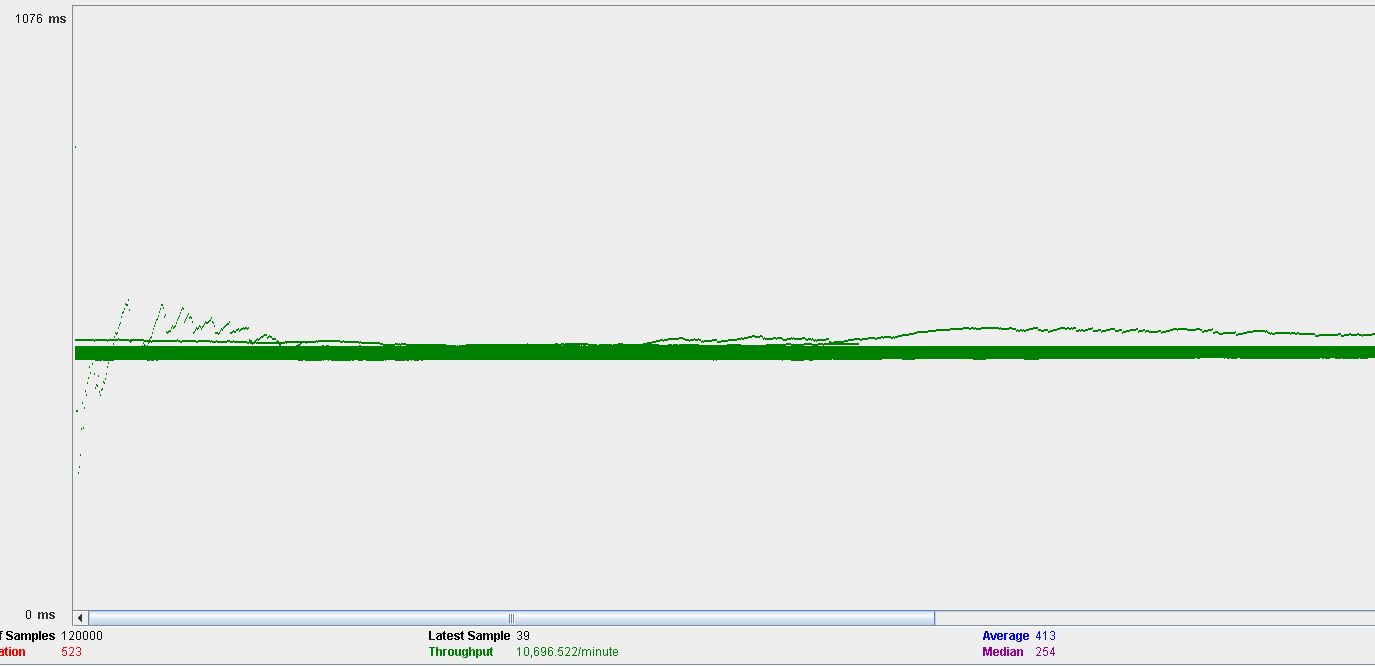 1076 ms
0 ms
f Samples 120000 Latest Sample 39 Average 413
ation 523 Throughput 10,696.522/minute Median 254